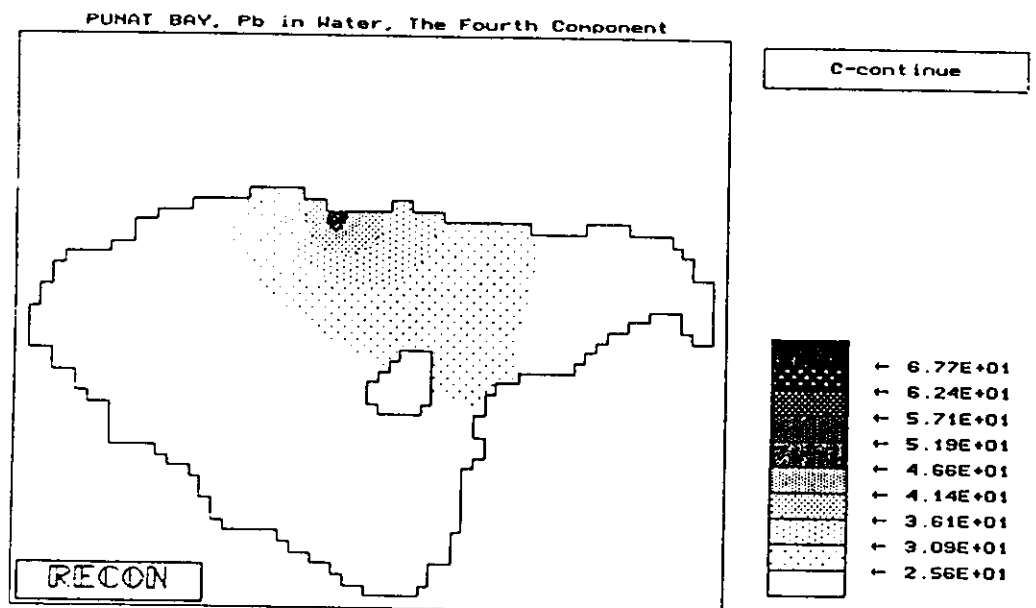 PUNAT BAY, Pb in Water, The Fourth Component
C-continue
← 6.77E+01
← 6.24E+01
← 5.71E+01
← 5.19E+01
← 4.66E+01
← 4.14E+01
← 3.61E+01
← 3.09E+01
← 2.56E+01
RECON